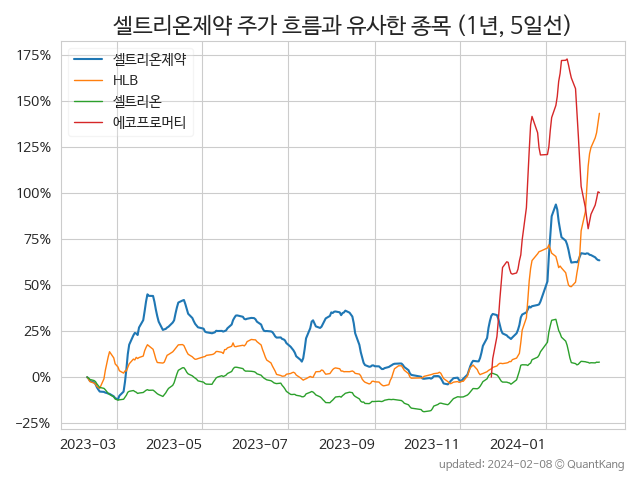 셀트리온제약 주가 흐름과 유사한 종목 (1년, 5일선)
175%
150%
125%
100%
75%
50%
25%
0%
−25%
셀트리온제약
HLB
셀트리온
에코프로머티
2023-03
2023-05
2023-07
2023-09
2023-11
2024-01
updated: 2024-02-08 © QuantKang